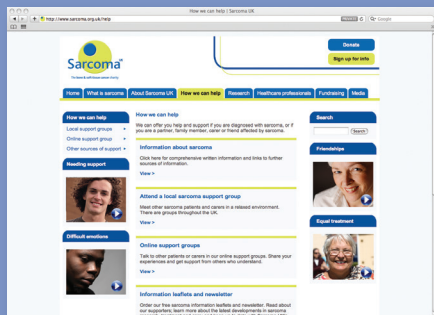 How we can help | Sarcoma UK
http://www.sarcoma.org.uk/help
Google
Sarcoma™
The bone & soft tissue cancer charity
Donate
Sign up for info
Home
What is sarcoma
About Sarcoma UK
How we can help
Research
Healthcare professionals
Fundraising
Media
How we can help
Local support groups
Online support group
Other sources of support
Needing support
Difficult emotions
How we can help
We can offer you help and support if you are diagnosed with sarcoma, or if
you are a partner, family member, carer or friend affected by sarcoma.
Information about sarcoma
Click here for comprehensive written information and links to further
sources of information.
View >
Attend a local sarcoma support group
Meet other sarcoma patients and carers in a relaxed environment.
There are groups throughout the UK.
View >
Online support groups
Talk to other patients or carers in our online support groups. Share your
experiences and get support from others who understand.
View >
Information leaflets and newsletter
Order our free sarcoma information leaflets and newsletter. Read about
our supporters, learn more about the latest developments in sarcoma
Search
Search
Friendships
Equal treatment